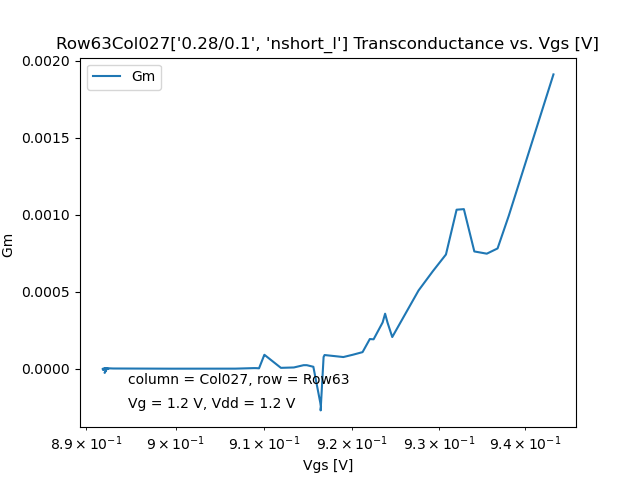 Row63Col027['0.28/0.1', 'nshort_l'] Transconductance vs. Vgs [V]
0.0020
Gm
0.0015
0.0010
Gm
0.0005
0.0000
column = Col027, row = Row63
Vg = 1.2 V, Vdd = 1.2 V
8.9 × 10⁻¹ 9 × 10⁻¹ 9.1 × 10⁻¹ 9.2 × 10⁻¹ 9.3 × 10⁻¹ 9.4 × 10⁻¹
Vgs [V]